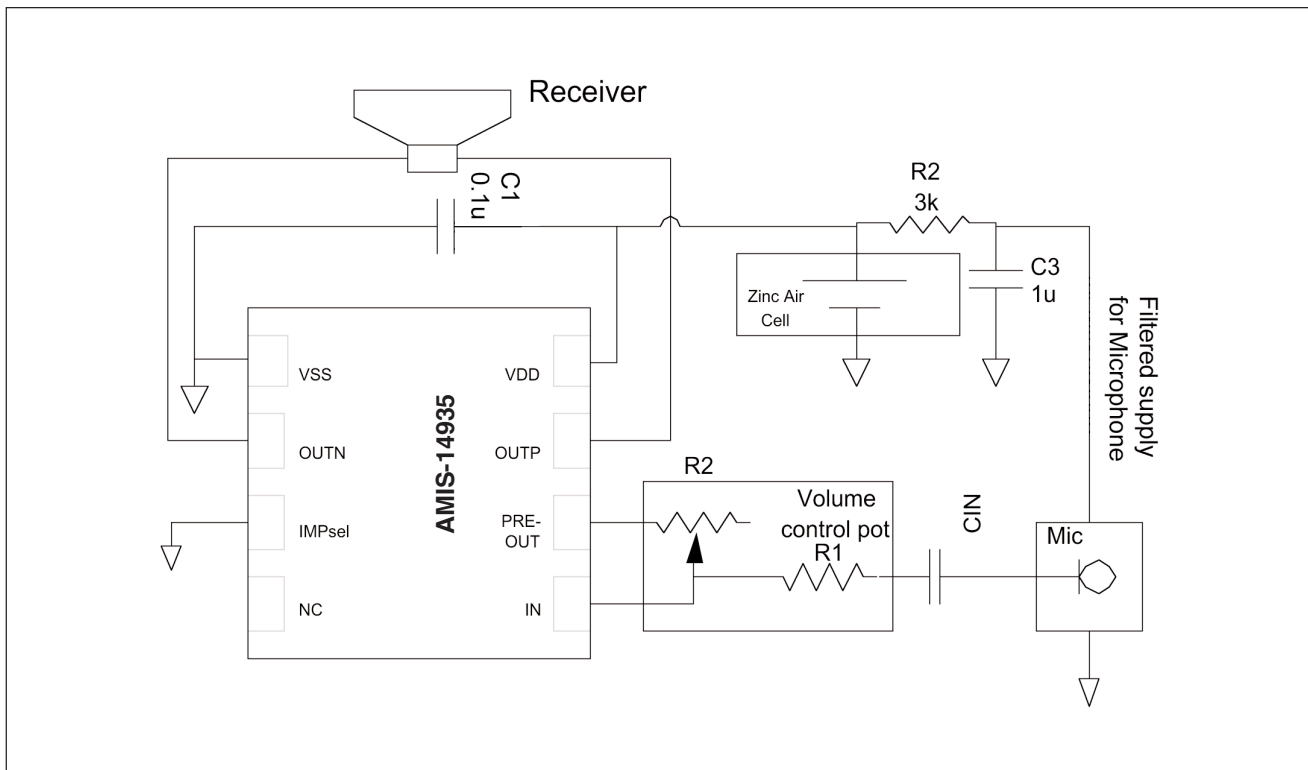 Receiver
C1
0.1u
R2
3k
C3
1u
Zinc Air
Cell
Filtered supply
for Microphone
VSS
VDD
AMIS-14935
OUTN
OUTP
IMPsel
PRE-
OUT
NC
IN
R2
Volume
control pot
R1
CIN
Mic